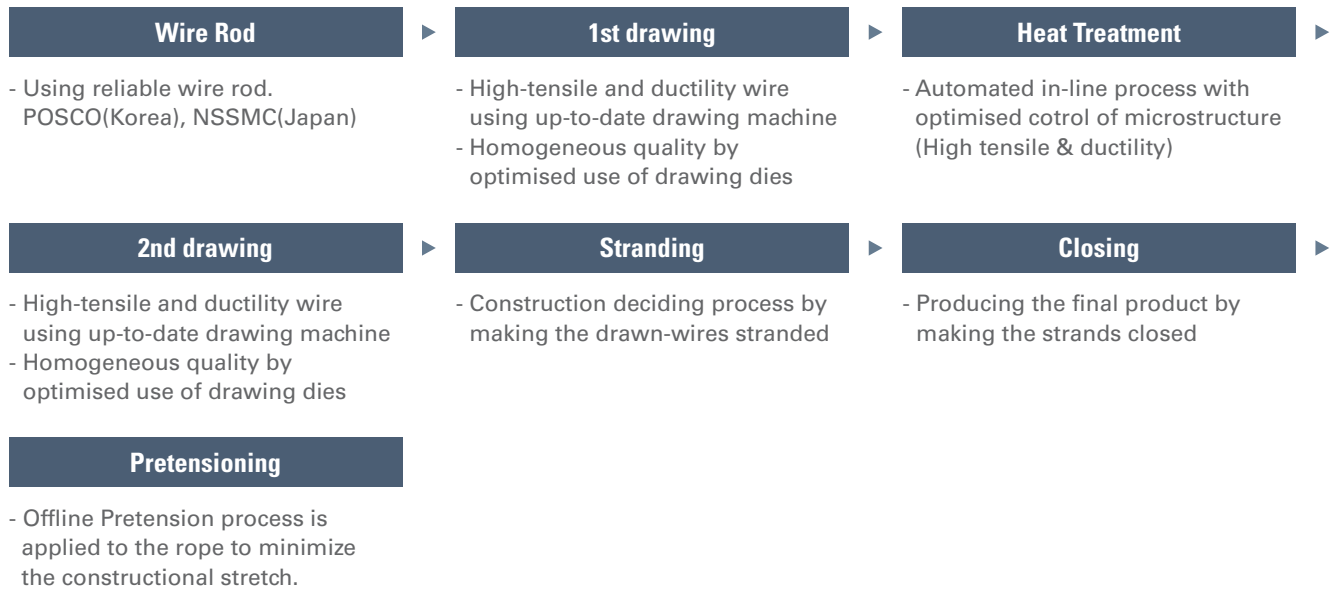 Wire Rod
- Using reliable wire rod.
POSCO(Korea), NSSMC(Japan)
1st drawing
- High-tensile and ductility wire
using up-to-date drawing machine
- Homogeneous quality by
optimised use of drawing dies
Heat Treatment
- Automated in-line process with
optimised cotrol of microstructure
(High tensile & ductility)
2nd drawing
- High-tensile and ductility wire
using up-to-date drawing machine
- Homogeneous quality by
optimised use of drawing dies
Stranding
- Construction deciding process by
making the drawn-wires stranded
Closing
- Producing the final product by
making the strands closed
Pretensioning
- Offline Pretension process is
applied to the rope to minimize
the constructional stretch.